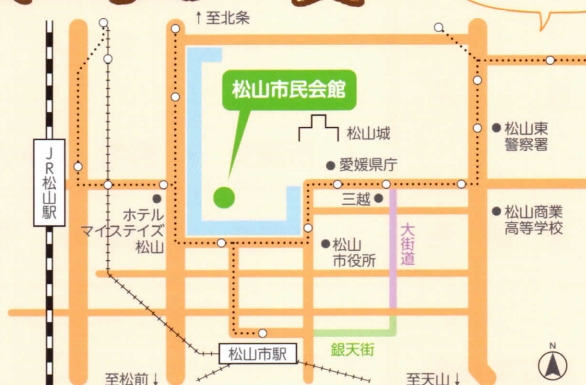 ↑至北条
松山市民会館
松山城
松山東
警察署
JR松山駅
愛媛県庁
三越
ホテル
マイステイズ
松山
松山
市役所
大街道
松山商業
高等学校
松山市駅
銀天街
至松前↓
至天山↓
N